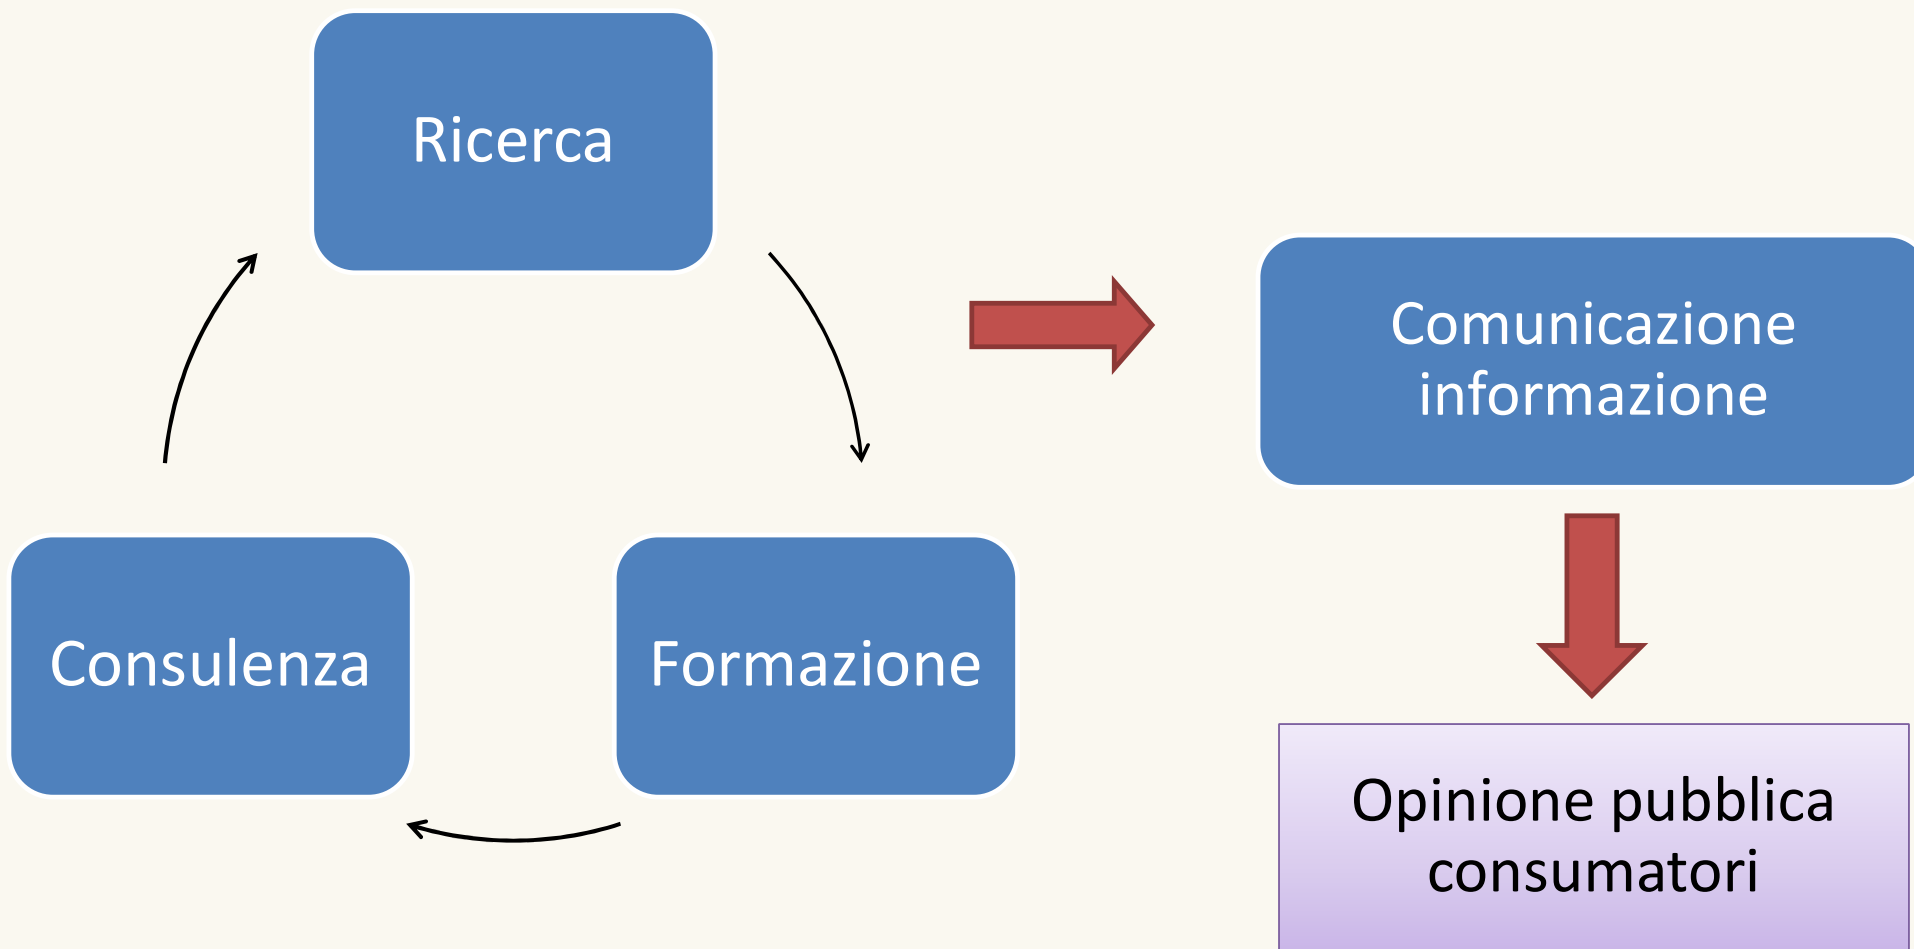 Ricerca
Comunicazione
informazione
Consulenza
Formazione
Opinione pubblica
consumatori